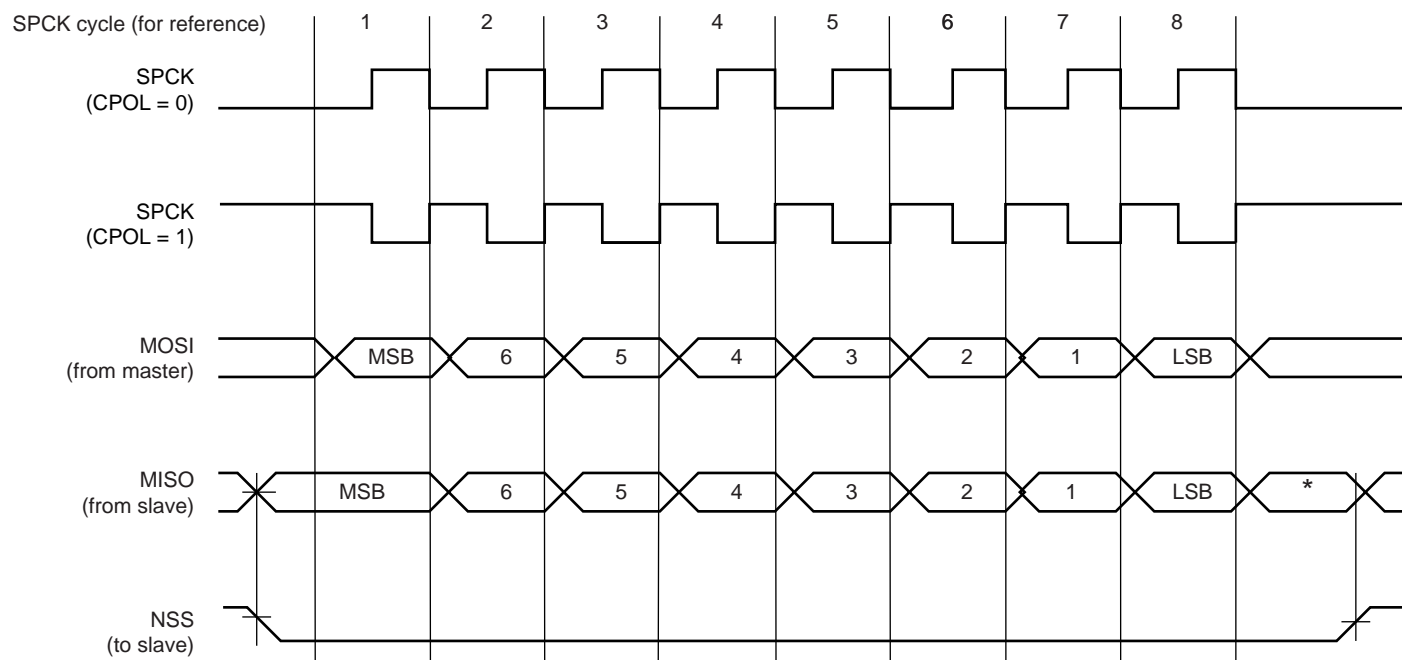 SPCK cycle (for reference) 1 2 3 4 5 6 7 8
SPCK
(CPOL = 0)
SPCK
(CPOL = 1)
MOSI
(from master)
MSB 6 5 4 3 2 1 LSB
MISO
(from slave)
MSB 6 5 4 3 2 1 LSB *
NSS
(to slave)